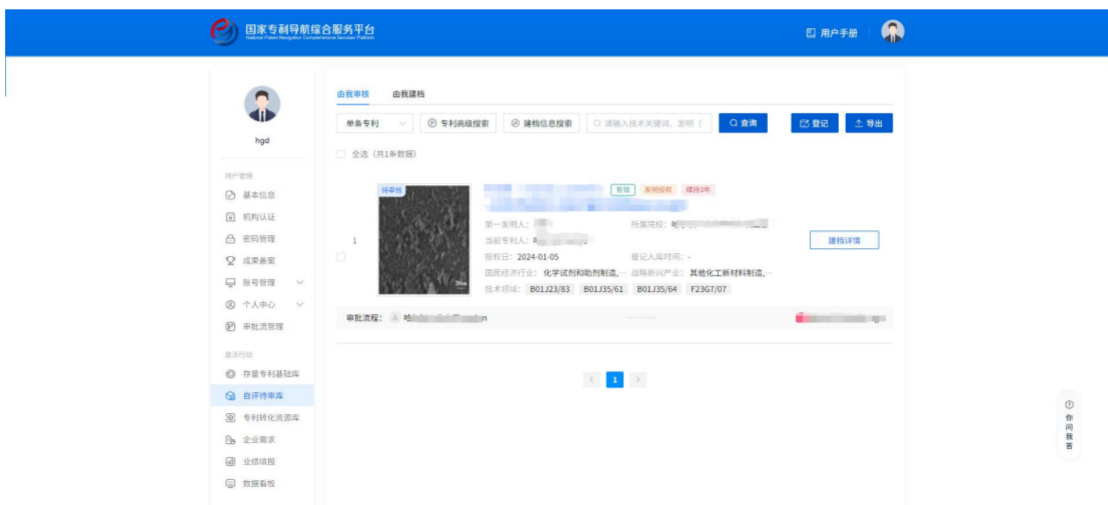 国家专利导航综合服务平台
National Patent Navigation Comprehensive Services Platform
用户手册
hgd
用户管理
基本信息
机构认证
密码管理
成果备案
账号管理
个人中心
审批流管理
盘活行动
存量专利基础库
自评待审库
专利转化资源库
企业需求
业绩填报
数据看板
由我审核 由我建档
单条专利 专利高级搜索 建档信息搜索 请输入技术关键词、发明( 查询 登记 导出
全选(共1条数据)
待审核
有效 发明授权 维持3年
第一发明人: 所属院校:
1 当前专利人: 建档详情
授权日:2024-01-05 登记入库时间:-
国民经济行业:化学试剂和助剂制造,… 战略新兴产业:其他化工新材料制造,…
技术领域: B01J23/83 B01J35/61 B01J35/64 F23G7/07
审批流程:
1
你问我答